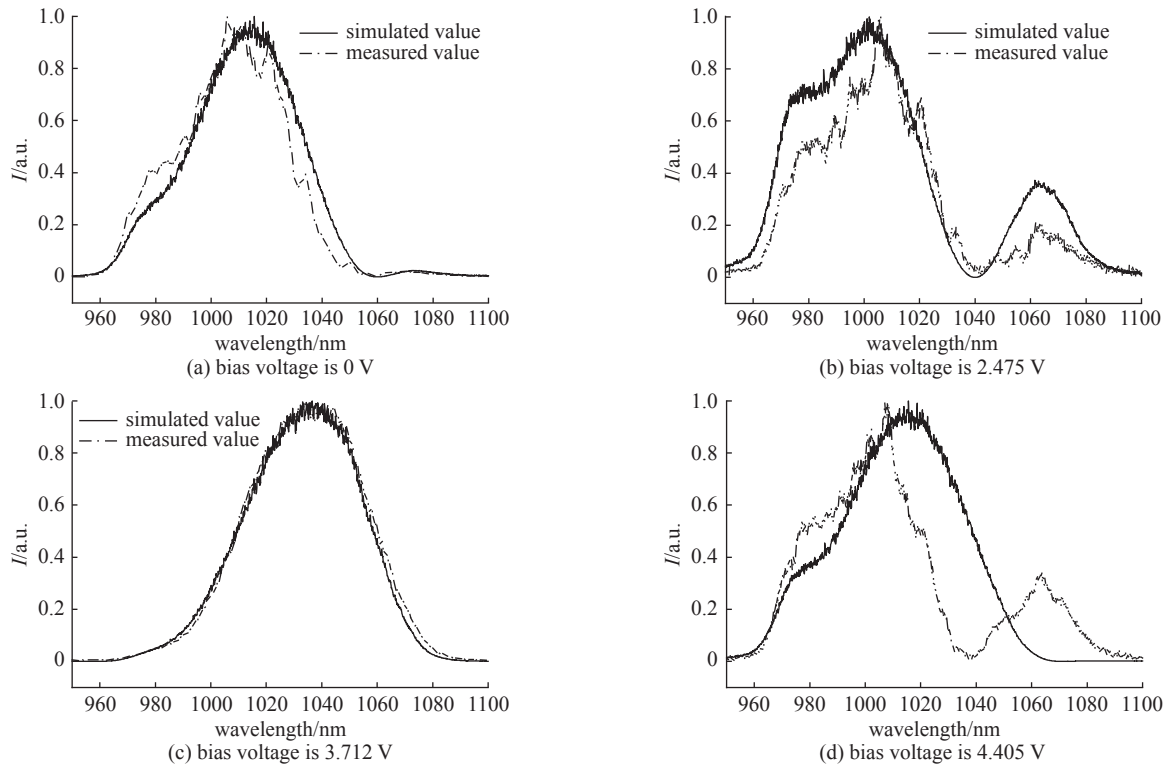 1.0
0.8
0.6
0.4
0.2
0
I/a.u.
simulated value
measured value
960 980 1000 1020 1040 1060 1080 1100
wavelength/nm
(a) bias voltage is 0 V
1.0
0.8
0.6
0.4
0.2
0
I/a.u.
simulated value
measured value
960 980 1000 1020 1040 1060 1080 1100
wavelength/nm
(b) bias voltage is 2.475 V
1.0
0.8
0.6
0.4
0.2
0
I/a.u.
simulated value
measured value
960 980 1000 1020 1040 1060 1080 1100
wavelength/nm
(c) bias voltage is 3.712 V
1.0
0.8
0.6
0.4
0.2
0
I/a.u.
simulated value
measured value
960 980 1000 1020 1040 1060 1080 1100
wavelength/nm
(d) bias voltage is 4.405 V